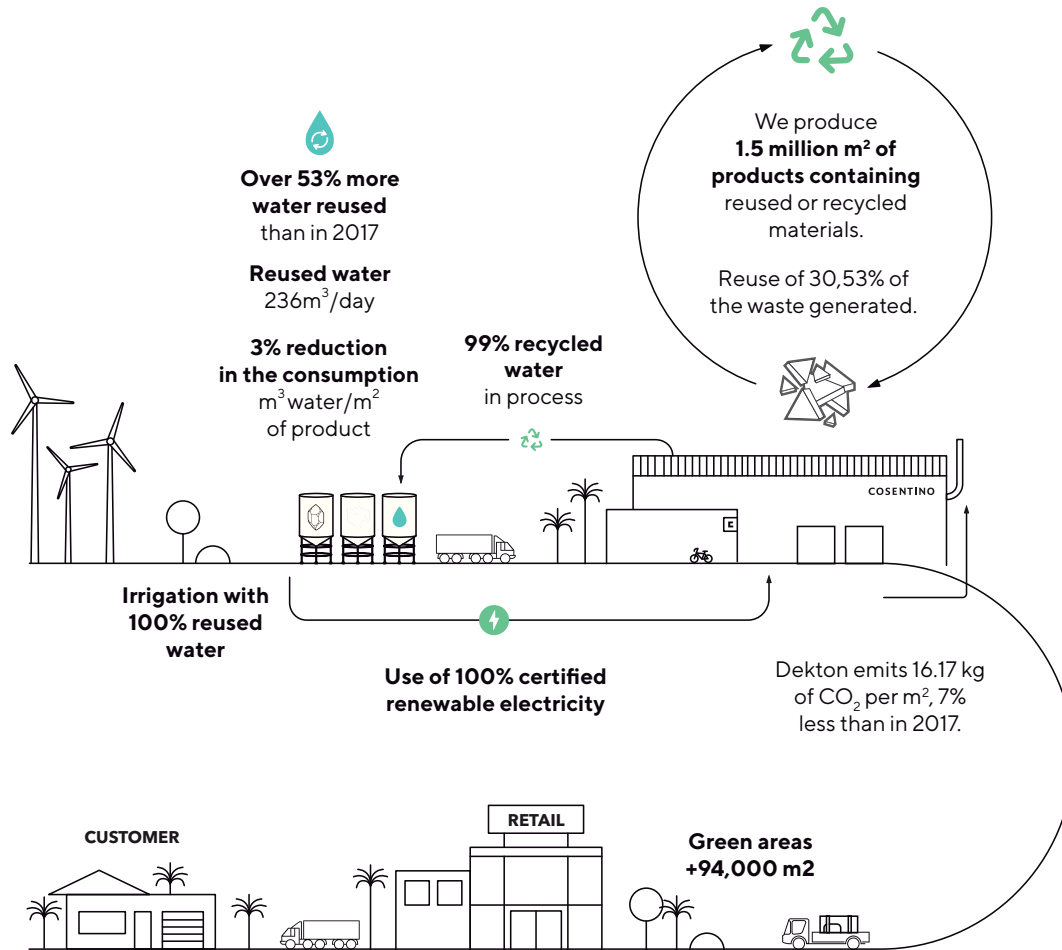 We produce
1.5 million m² of
products containing
reused or recycled
materials.
Reuse of 30,53% of
the waste generated.
Over 53% more
water reused
than in 2017
Reused water
236m³/day
3% reduction
in the consumption
m³ water/m²
of product
99% recycled
water
in process
COSENTINO
Irrigation with
100% reused
water
Use of 100% certified
renewable electricity
Dekton emits 16.17 kg
of CO₂ per m², 7%
less than in 2017.
CUSTOMER
RETAIL
Green areas
+94,000 m2